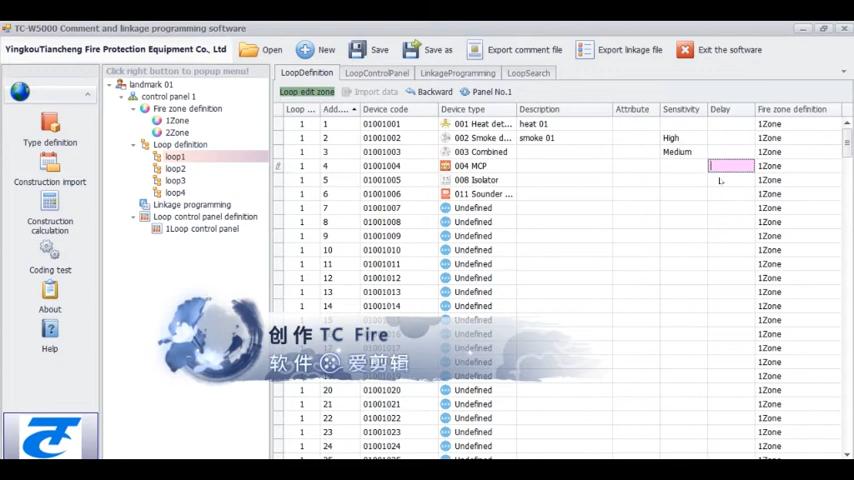 TC-W5000 Comment and linkage programming software
YingkouTiancheng Fire Protection Equipment Co., Ltd Open New Save Save as Export comment file Export linkage file Exit the software
Type definition
Construction import
Construction calculation
Coding test
About
Help
Click right button to popup menu!
landmark 01
control panel 1
Fire zone definition
1Zone
2Zone
Loop definition
loop1
loop2
loop3
loop4
Linkage programming
Loop control panel definition
1Loop control panel
LoopDefinition LoopControlPanel LinkageProgramming LoopSearch
Loop edit zone Import data Backward Panel No.1
Loop ... Add... Device code Device type Description Attribute Sensitivity Delay Fire zone definition
1 1 01001001 001 Heat det... heat 01 1Zone
1 2 01001002 002 Smoke d... smoke 01 High 1Zone
1 3 01001003 003 Combined Medium 1Zone
1 4 01001004 004 MCP 1Zone
1 5 01001005 008 Isolator 1Zone
1 6 01001006 011 Sounder ... 1Zone
1 7 01001007 Undefined 1Zone
1 8 01001008 Undefined 1Zone
1 9 01001009 Undefined 1Zone
1 10 01001010 Undefined 1Zone
1 11 01001011 Undefined 1Zone
1 12 01001012 Undefined 1Zone
1 13 01001013 Undefined 1Zone
1 14 01001014 Undefined 1Zone
1Zone
1Zone
1Zone
1Zone
1Zone
1 20 01001020 Undefined 1Zone
1 21 01001021 Undefined 1Zone
1 22 01001022 Undefined 1Zone
1 23 01001023 Undefined 1Zone
1 24 01001024 Undefined 1Zone
创作 TC Fire
软件 爱剪辑